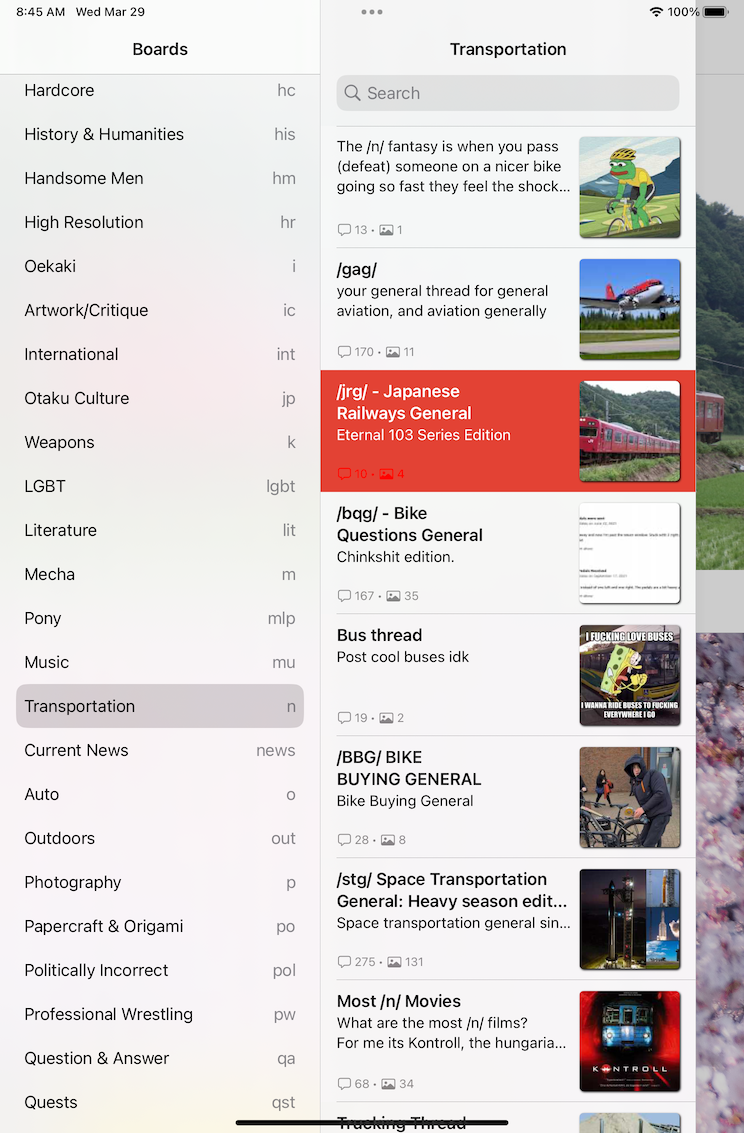 8:45 AM Wed Mar 29
100%
Boards
Hardcore hc
History & Humanities his
Handsome Men hm
High Resolution hr
Oekaki i
Artwork/Critique ic
International int
Otaku Culture jp
Weapons k
LGBT lgbt
Literature lit
Mecha m
Pony mlp
Music mu
Transportation n
Current News news
Auto o
Outdoors out
Photography p
Papercraft & Origami po
Politically Incorrect pol
Professional Wrestling pw
Question & Answer qa
Quests qst
Transportation
Search
The /n/ fantasy is when you pass
(defeat) someone on a nicer bike
going so fast they feel the shock...
13 • 1
/gag/
your general thread for general
aviation, and aviation generally
170 • 11
/jrg/ - Japanese
Railways General
Eternal 103 Series Edition
10 • 4
/bqg/ - Bike
Questions General
Chinkshit edition.
167 • 35
Bus thread
Post cool buses idk
19 • 2
I FUCKING LOVE BUSES
I WANNA RIDE BUSES TO FUCKING
EVERYWHERE I GO
/BBG/ BIKE
BUYING GENERAL
Bike Buying General
28 • 8
/stg/ Space Transportation
General: Heavy season edit...
Space transportation general sin...
275 • 131
Most /n/ Movies
What are the most /n/ films?
For me its Kontroll, the hungaria...
68 • 34
KONTROLL
Trucking Thread